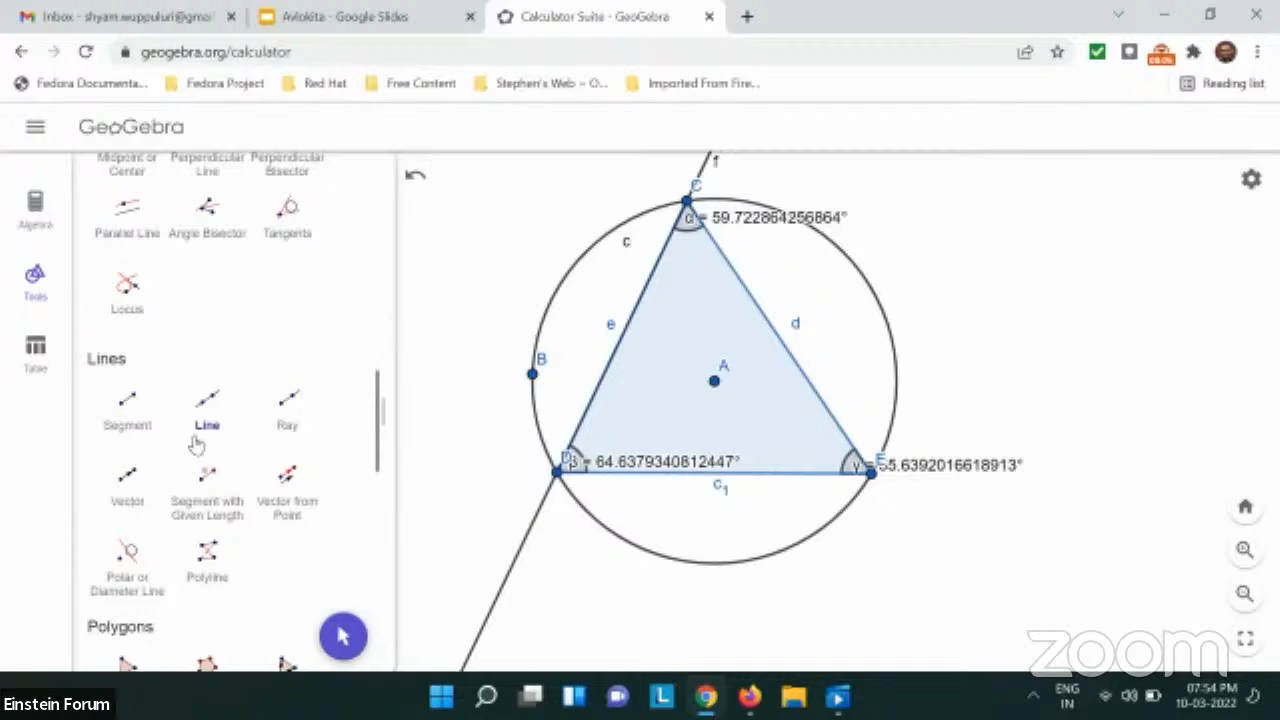 Inbox - shyam.wuppuluri@gmai
Avlokita - Google Slides
Calculator Suite - GeoGebra
geogebra.org/calculator
Fedora Documenta...
Fedora Project
Red Hat
Free Content
Stephen's Web ~ O...
Imported From Fire...
Reading list
GeoGebra
Algebra
Tools
Table
Midpoint or Center
Perpendicular Line
Perpendicular Bisector
Parallel Line
Angle Bisector
Tangents
Locus
Lines
Segment
Line
Ray
Vector
Segment with Given Length
Vector from Point
Polar or Diameter Line
Polyline
Polygons
f
C
α = 59.722864256864°
c
e
d
B
A
D
β = 64.6379340812447°
E
γ = 55.6392016618913°
c₁
zoom
Einstein Forum
ENG
IN
07:54 PM
10-03-2022